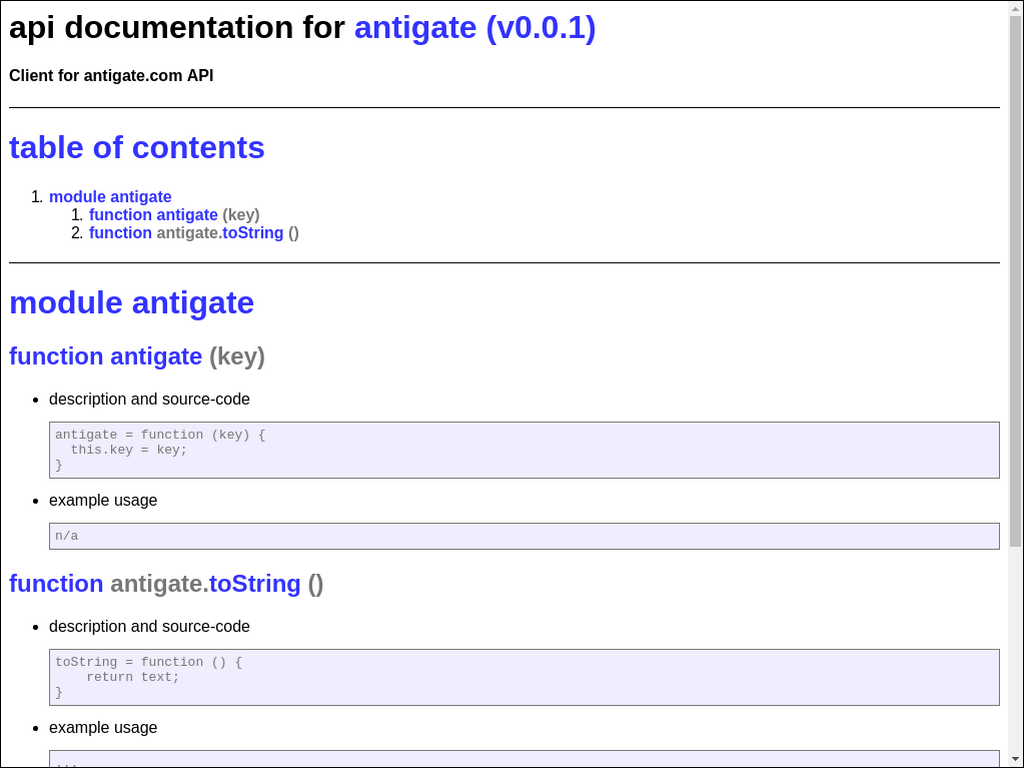 api documentation for antigate (v0.0.1)
Client for antigate.com API
table of contents
1. module antigate
1. function antigate (key)
2. function antigate.toString ()
module antigate
function antigate (key)
• description and source-code
antigate = function (key) {
  this.key = key;
}
• example usage
n/a
function antigate.toString ()
• description and source-code
toString = function () {
    return text;
}
• example usage
...